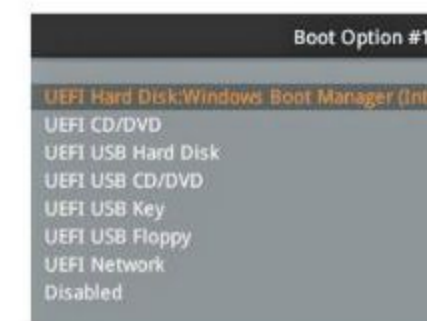 Boot Option #1
UEFI Hard Disk:Windows Boot Manager (Int
UEFI CD/DVD
UEFI USB Hard Disk
UEFI USB CD/DVD
UEFI USB Key
UEFI USB Floppy
UEFI Network
Disabled